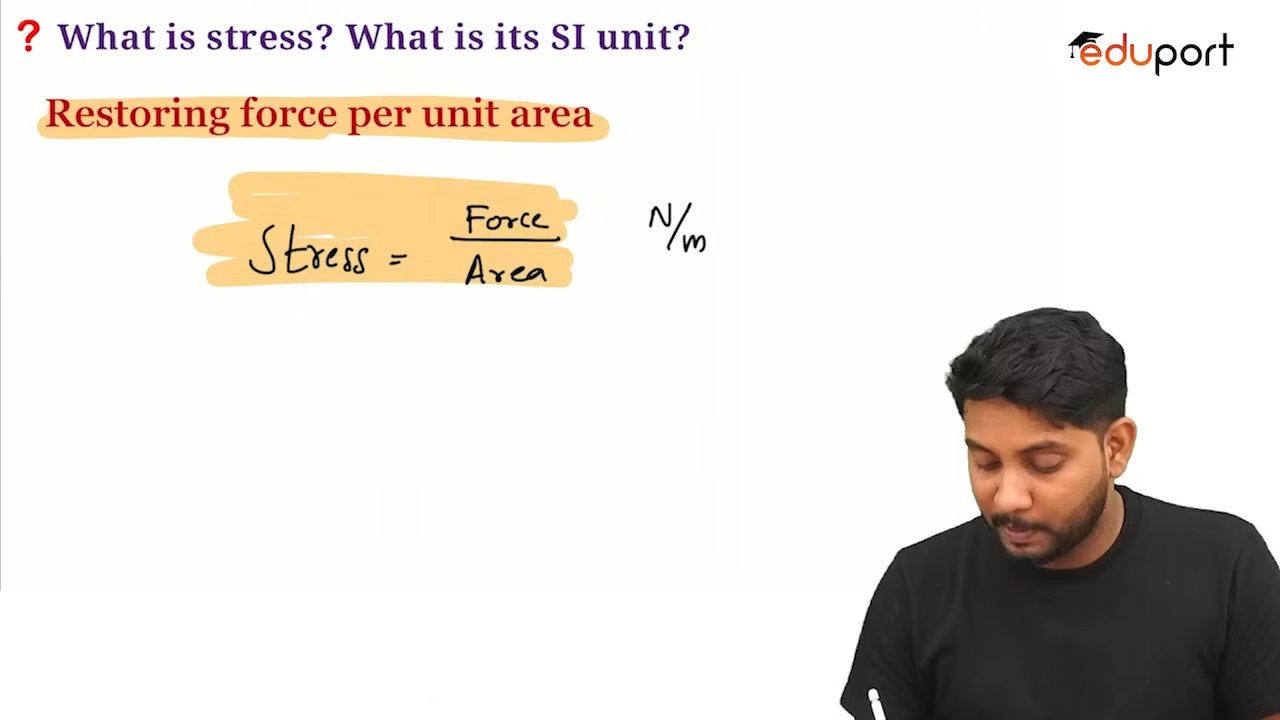 ❓ What is stress? What is its SI unit?
eduport
Restoring force per unit area
Stress = Force / Area
N/m